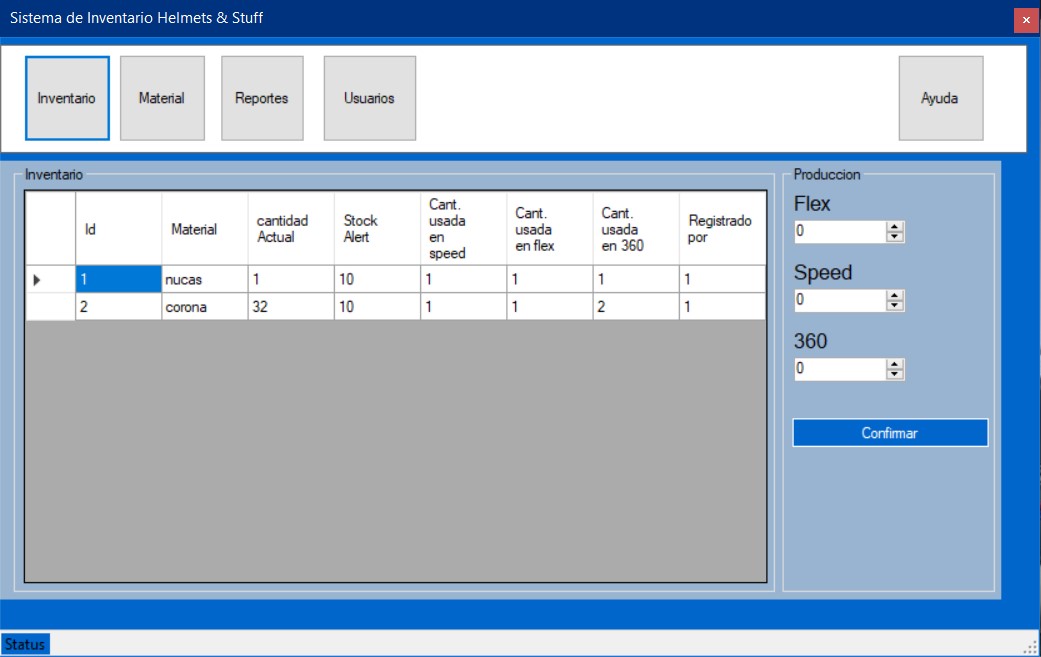 Sistema de Inventario Helmets & Stuff
Inventario Material Reportes Usuarios Ayuda
Inventario
Id Material cantidad Actual Stock Alert Cant. usada en speed Cant. usada en flex Cant. usada en 360 Registrado por
1 nucas 1 10 1 1 1 1
2 corona 32 10 1 1 2 1
Produccion
Flex
0
Speed
0
360
0
Confirmar
Status